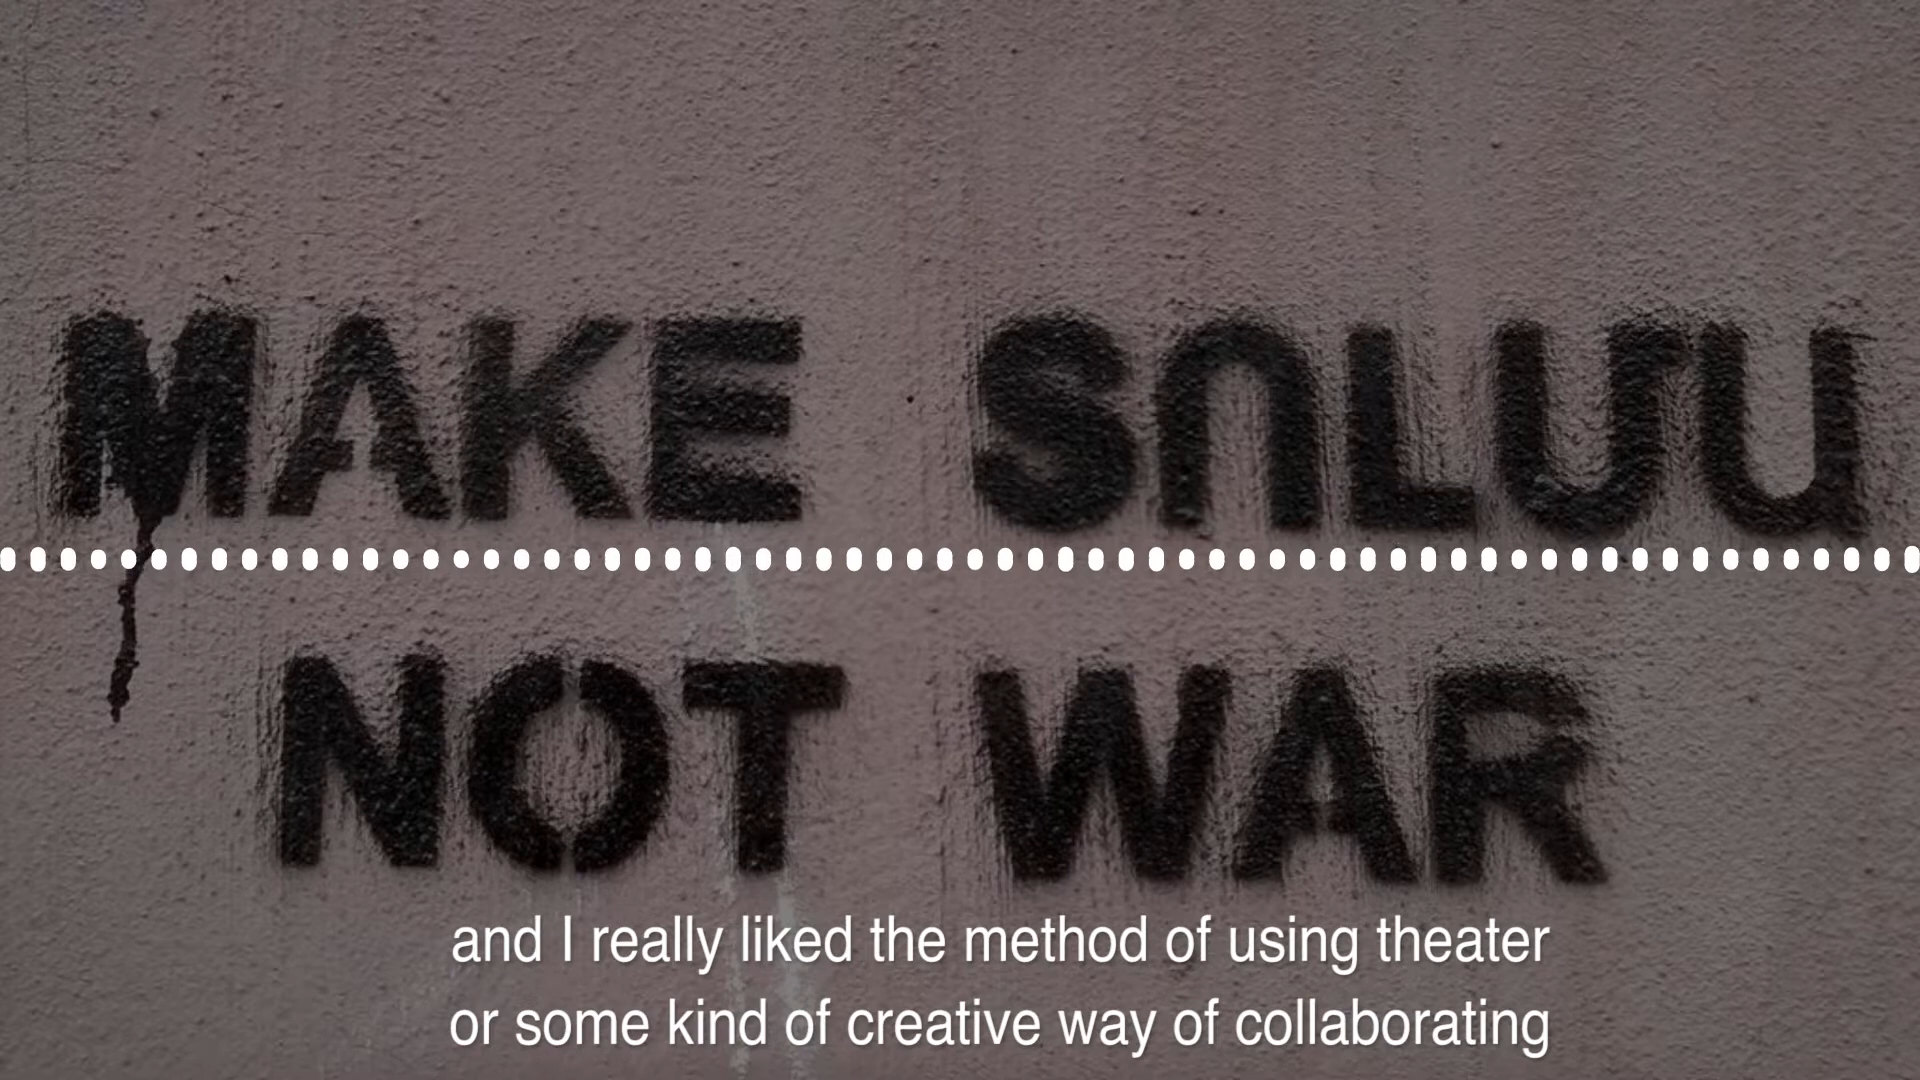 MAKE ՏՈԼՄԱ
NOT WAR
and I really liked the method of using theater
or some kind of creative way of collaborating